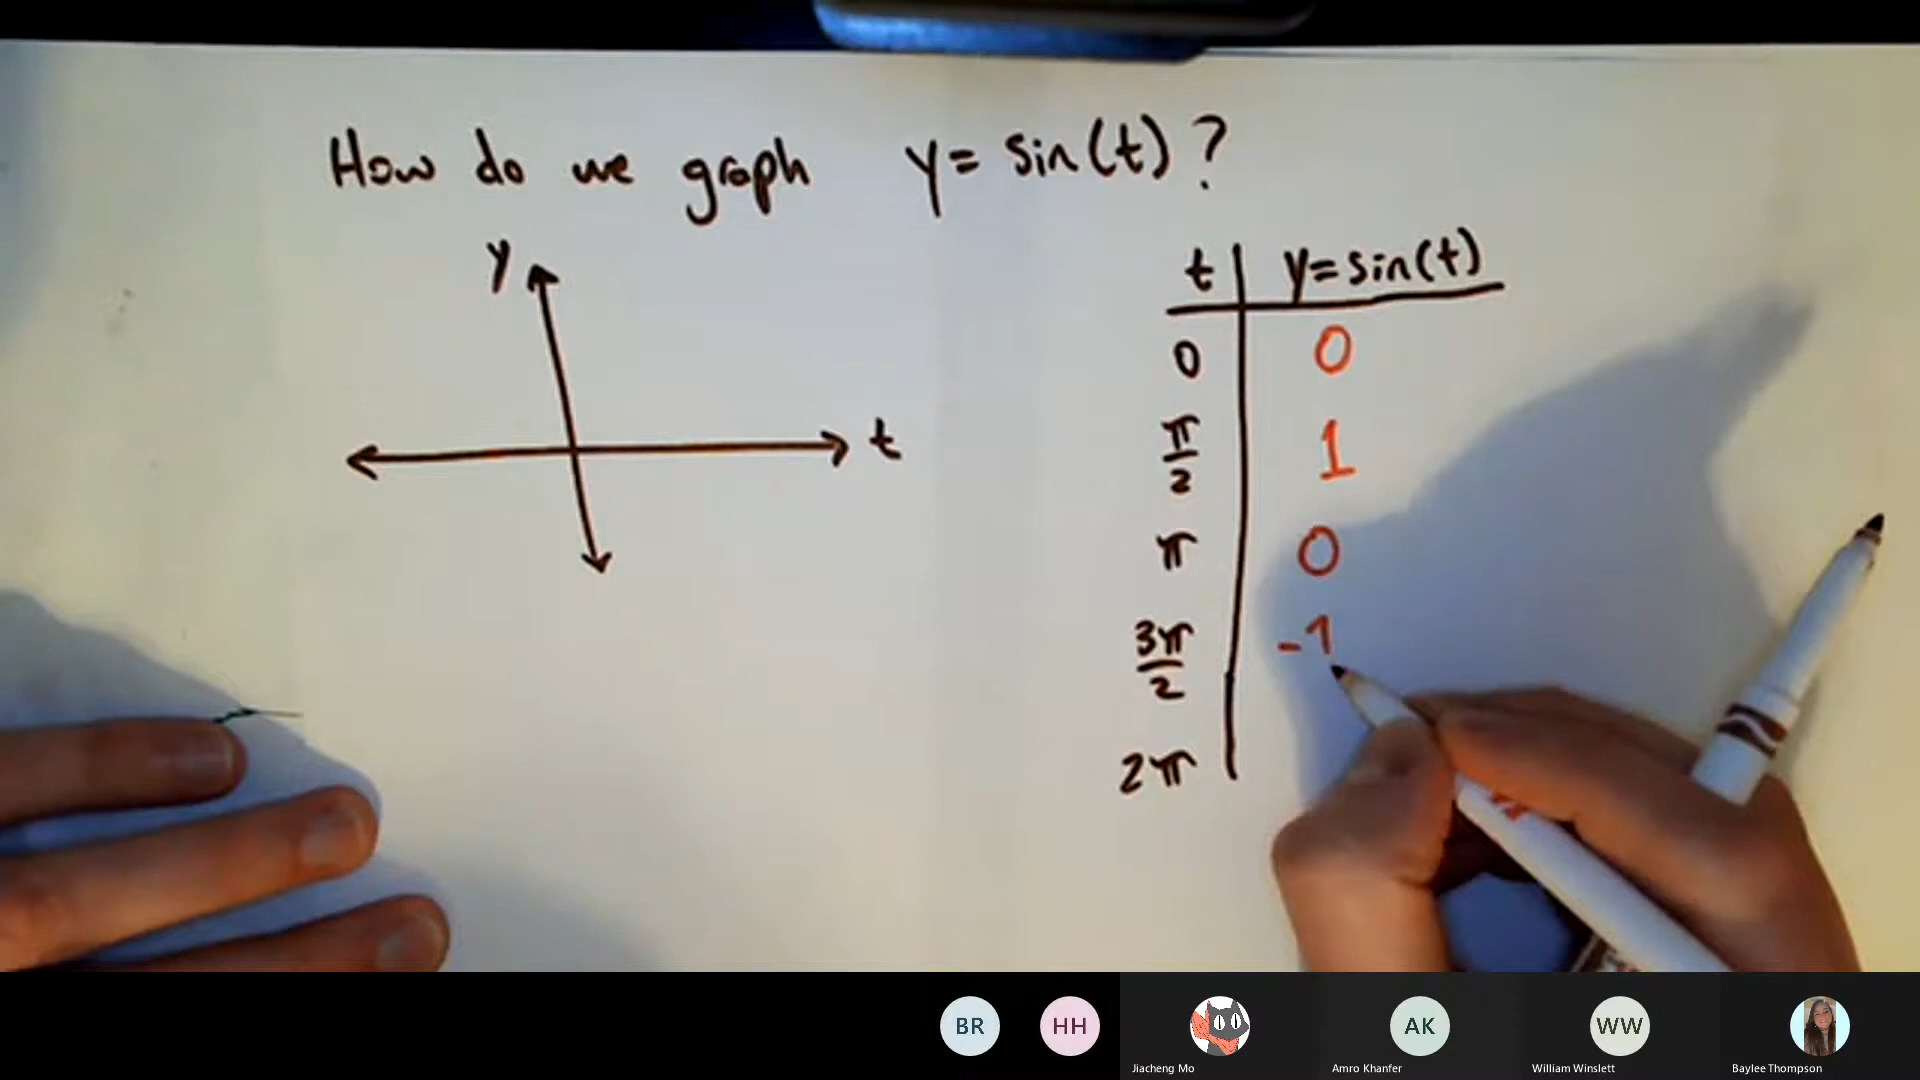 How do we graph y = sin(t)?
y
t
t y = sin(t)
0 0
π/2 1
π 0
3π/2 -1
2π
BR HH AK WW
Jiacheng Mo Amro Khanfer William Winslett Baylee Thompson